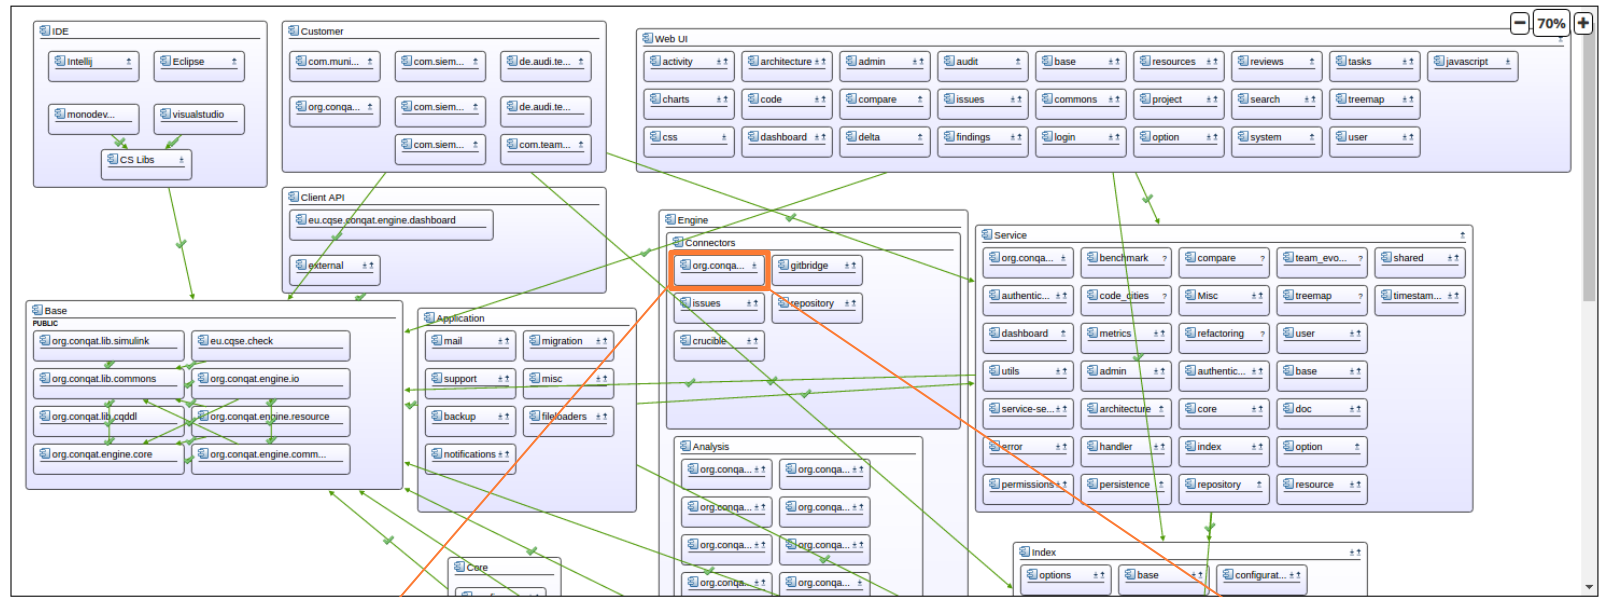 70%
IDE
Intellij
Eclipse
monodev...
visualstudio
CS Libs
Customer
com.muni...
com.siem...
de.audi.te...
org.conqa...
com.siem...
de.audi.te...
com.siem...
com.team...
Web UI
activity
architecture
admin
audit
base
resources
reviews
tasks
javascript
charts
code
compare
issues
commons
project
search
treemap
css
dashboard
delta
findings
login
option
system
user
Client API
eu.cqse.conqat.engine.dashboard
external
Base
PUBLIC
org.conqat.lib.simulink
eu.cqse.check
org.conqat.lib.commons
org.conqat.engine.io
org.conqat.lib.cqddl
org.conqat.engine.resource
org.conqat.engine.core
org.conqat.engine.comm...
Application
mail
migration
support
misc
backup
fileloaders
notifications
Engine
Connectors
org.conqa...
gitbridge
issues
repository
crucible
Analysis
org.conqa...
org.conqa...
org.conqa...
org.conqa...
org.conqa...
org.conqa...
org.conqa...
org.conqa...
Service
org.conqa...
benchmark ?
compare ?
team_evo... ?
shared
authentic...
code_cities ?
Misc
treemap ?
timestam...
dashboard
metrics
refactoring ?
user
utils
admin
authentic...
base
service-se...
architecture
core
doc
error
handler
index
option
permissions
persistence
repository
resource
Core
Index
options
base
configurat...